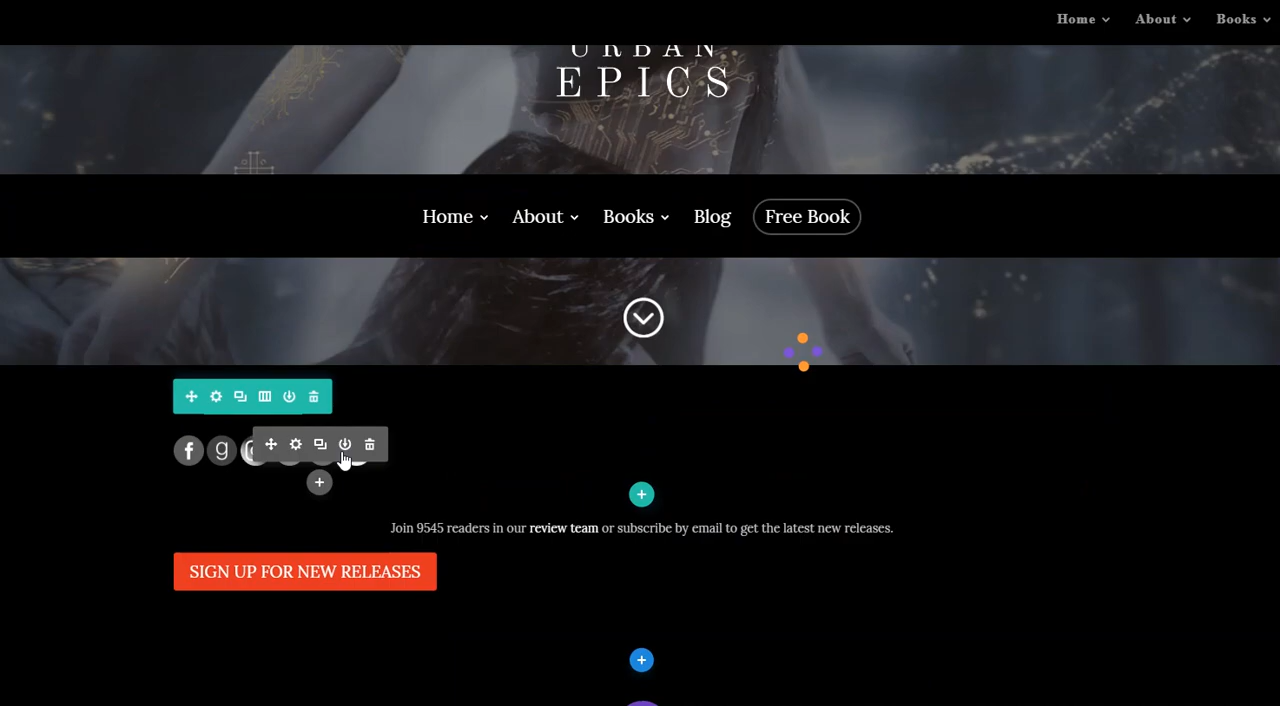 Home About Books
URBAN
EPICS
Home About Books Blog Free Book
f g
Join 9545 readers in our review team or subscribe by email to get the latest new releases.
SIGN UP FOR NEW RELEASES